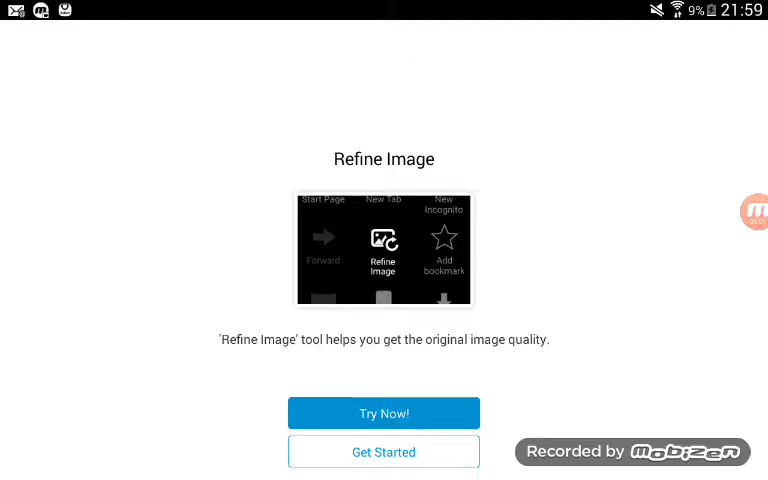 9% 21:59
Refine Image
Start Page New Tab New Incognito
Forward Refine Image Add bookmark
'Refine Image' tool helps you get the original image quality.
Try Now!
Get Started
Recorded by mobizen